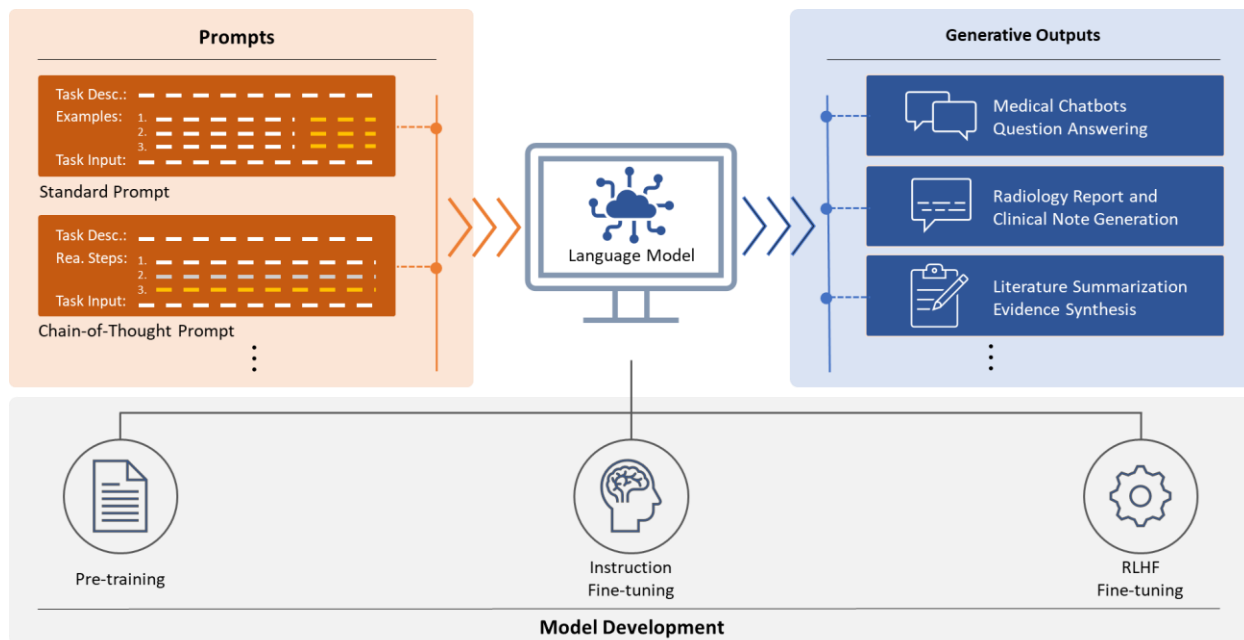 Prompts
Task Desc.:
Examples:
1.
2.
3.
Task Input:
Standard Prompt
Task Desc.:
Rea. Steps:
1.
2.
3.
Task Input:
Chain-of-Thought Prompt
Language Model
Generative Outputs
Medical Chatbots
Question Answering
Radiology Report and
Clinical Note Generation
Literature Summarization
Evidence Synthesis
Pre-training
Instruction
Fine-tuning
RLHF
Fine-tuning
Model Development